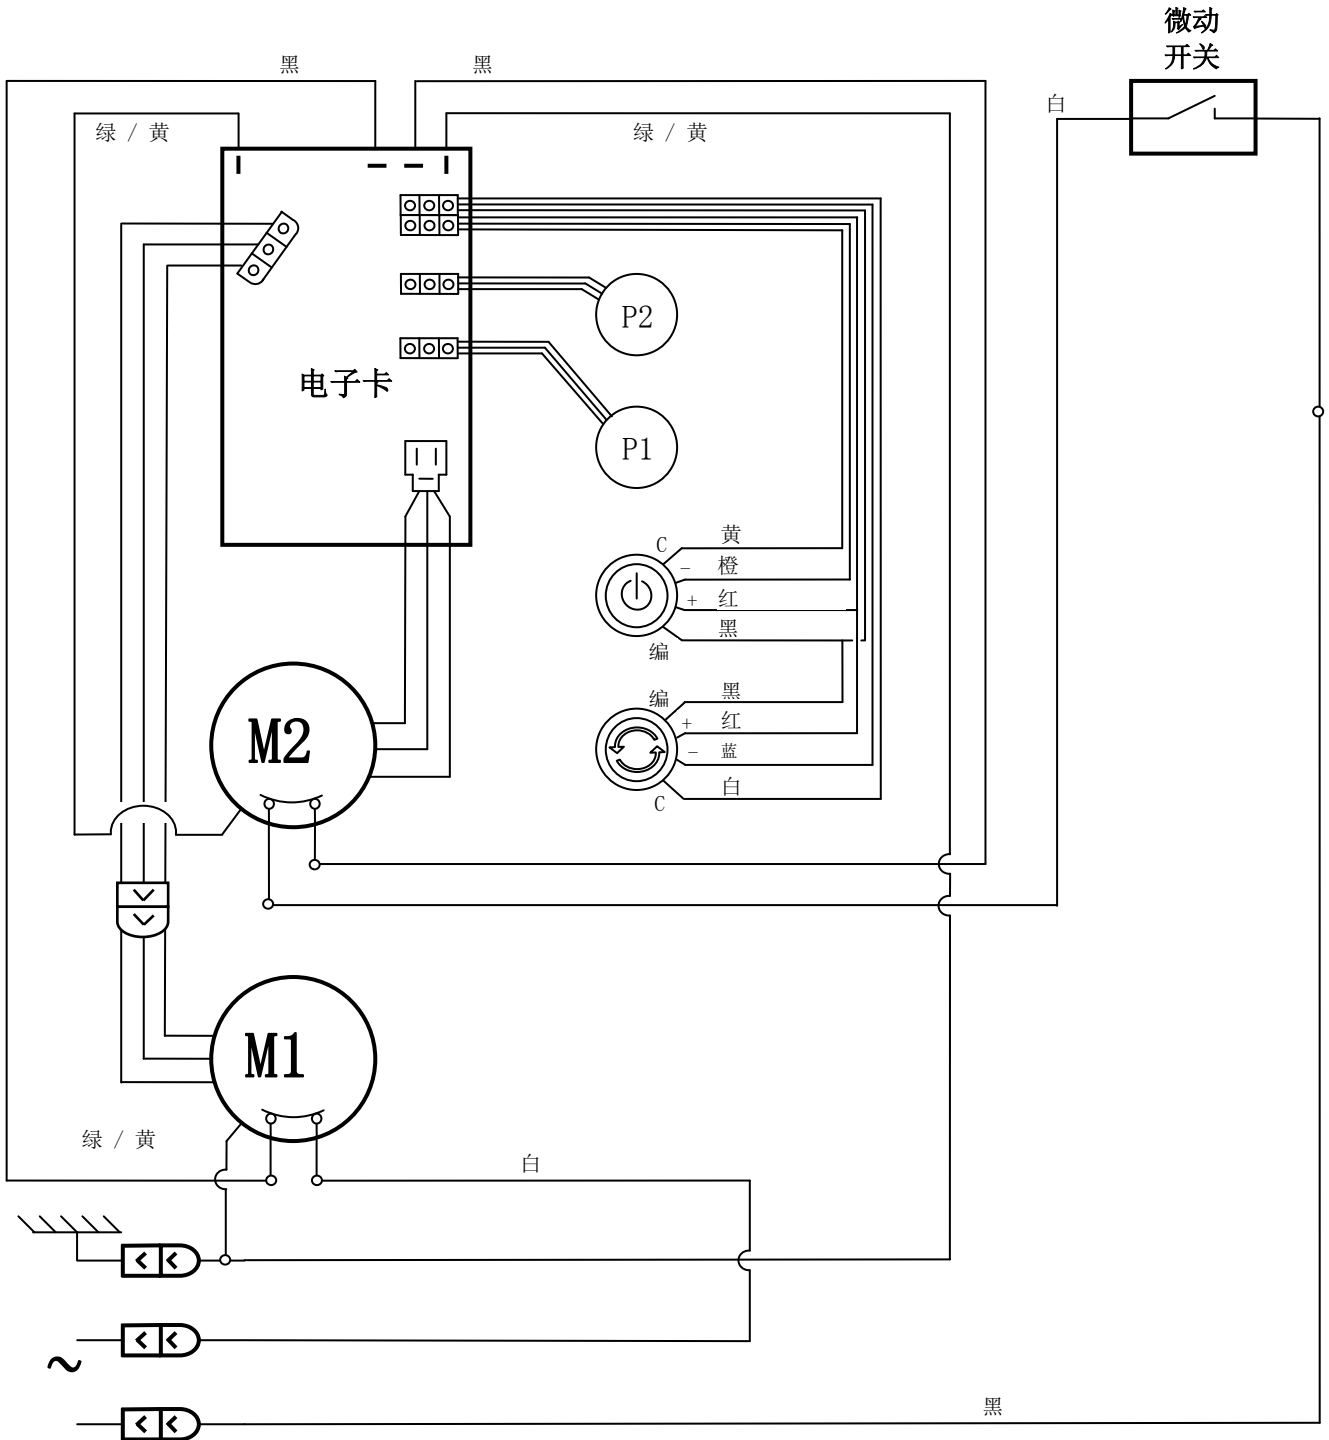 微动
开关
黑
黑
白
绿 / 黄
绿 / 黄
P2
电子卡
P1
黄
C
- 橙
+ 红
黑
编
编
黑
+ 红
- 蓝
白
C
M2
M1
绿 / 黄
白
~
黑